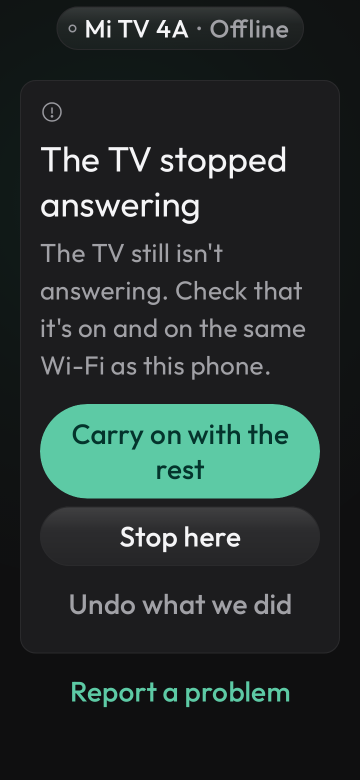 Mi TV 4A · Offline
The TV stopped
answering
The TV still isn't
answering. Check that
it's on and on the same
Wi-Fi as this phone.
Carry on with the
rest
Stop here
Undo what we did
Report a problem